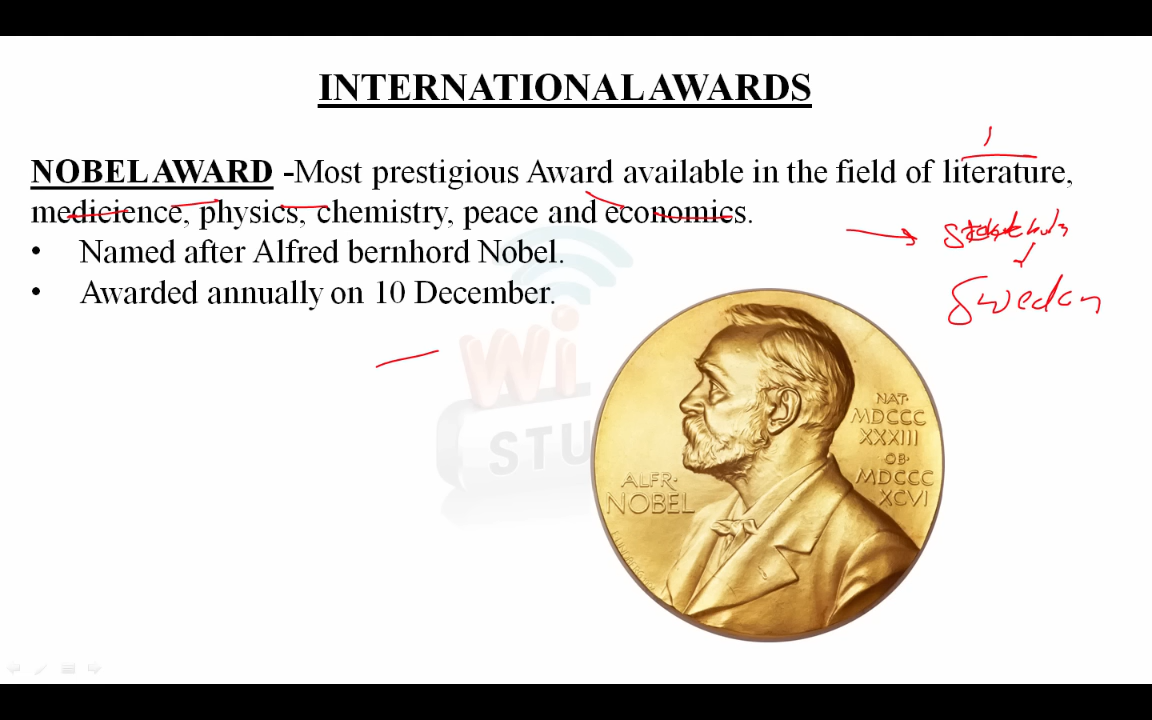 INTERNATIONAL AWARDS
NOBEL AWARD -Most prestigious Award available in the field of literature,
medicience, physics, chemistry, peace and economics.
• Named after Alfred bernhord Nobel.
• Awarded annually on 10 December.
Sweden
Wi
STU
NAT·
MDCCC
XXXIII
OB·
MDCCC
XCVI
ALFR·
NOBEL